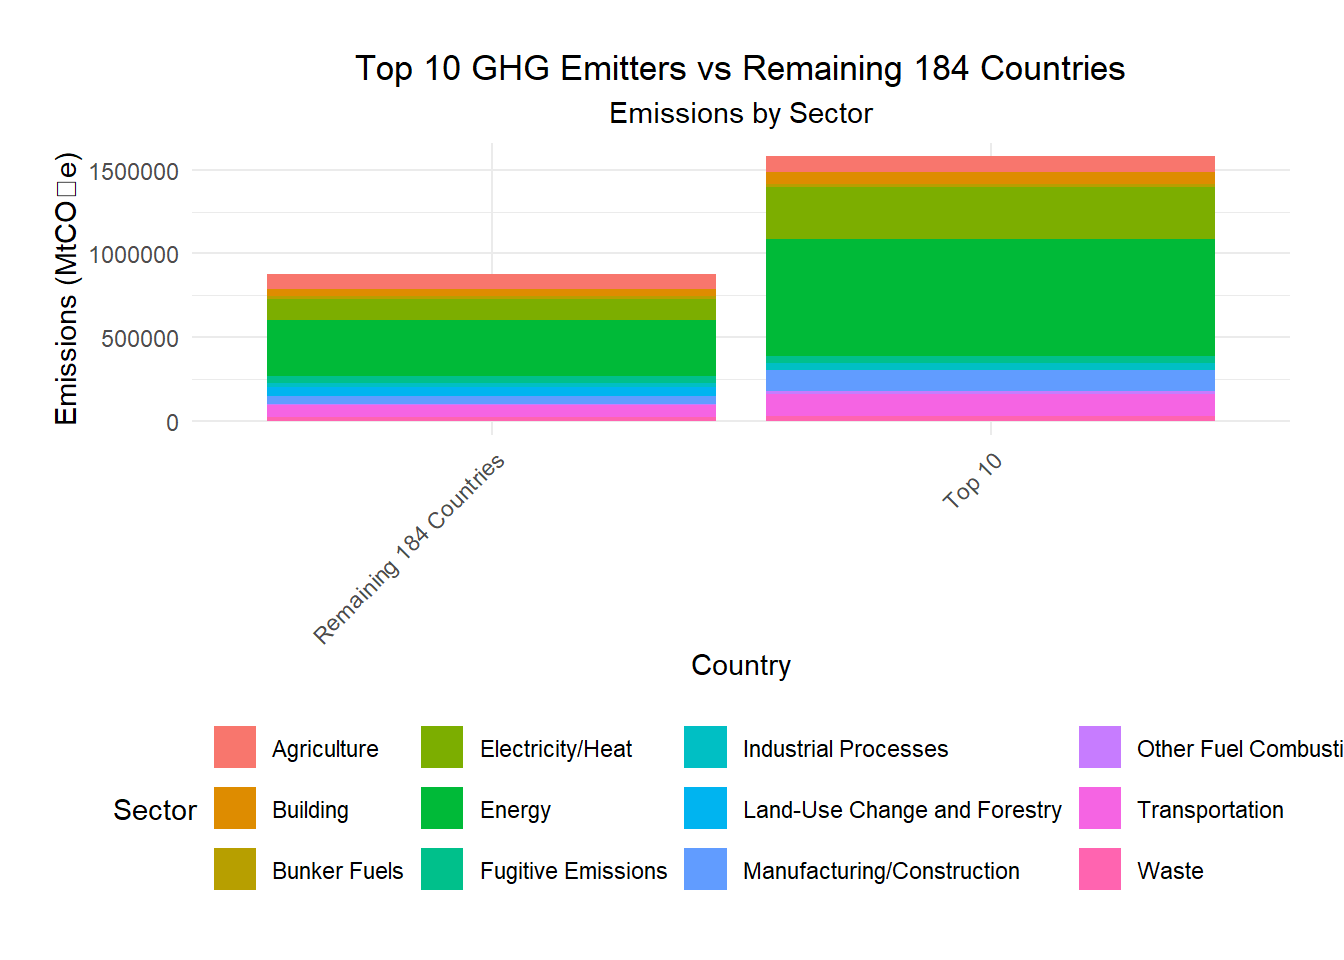 Top 10 GHG Emitters vs Remaining 184 Countries
Emissions by Sector
Emissions (MtCO□e)
1500000
1000000
500000
0
Remaining 184 Countries
Top 10
Country
Sector
Agriculture
Building
Bunker Fuels
Electricity/Heat
Energy
Fugitive Emissions
Industrial Processes
Land-Use Change and Forestry
Manufacturing/Construction
Other Fuel Combusti
Transportation
Waste